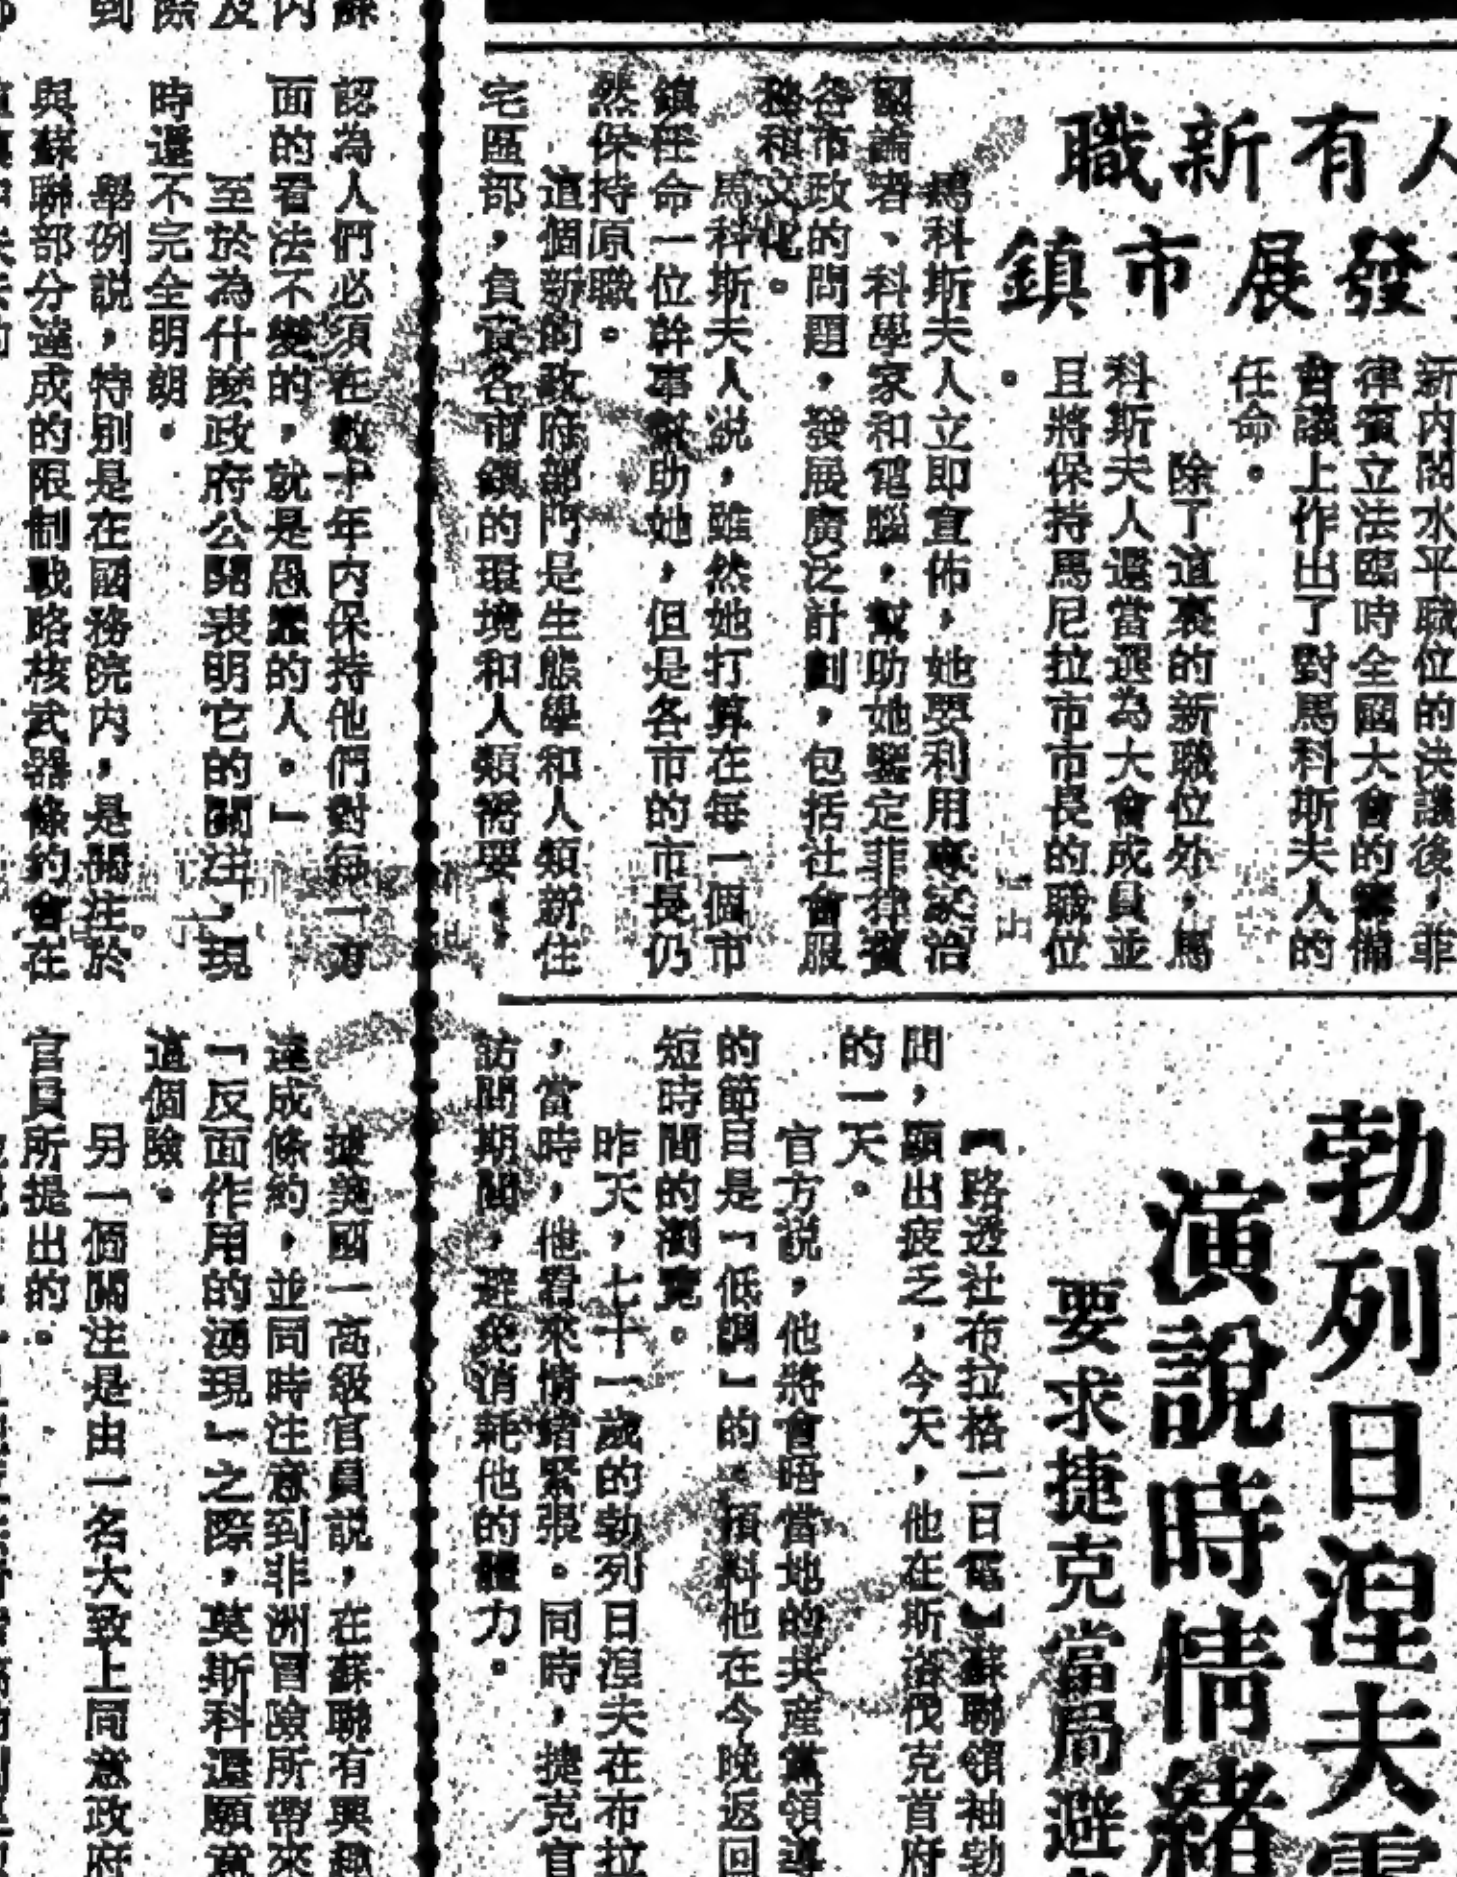 人有新職
發展市鎮
新內閣水平職位的決議後，菲
律賓立法臨時全國大會的籌備
會議上作出了對馬科斯夫人的
任命。
除了這裏的新職位外，馬
科斯夫人還當選為大會成員並
且將保持馬尼拉市市長的職位
。
馬科斯夫人立即宣佈，她要利用專家治
國論者、科學家和電腦，幫助她鑒定菲律賓
各市政的問題，發展廣泛計劃，包括社會服
務和文化。
馬科斯夫人説，雖然她打算在每一個市
鎮任命一位幹事幫助她，但是各市的市長仍
然保持原職。
這個新的政府部門是生態學和人類新住
宅區部，負責各市鎮的環境和人類需要。
勃列日涅夫
演說時情緒
要求捷克當局避
【路透社布拉格一日電】蘇聯領袖勃
問，顯出疲乏，今天，他在斯洛伐克首府
的一天。
官方説，他將會晤當地的共產黨領導
的節目是「低調」的。預料他在今晚返回
短時間的瀏覽。
昨天，七十一歲的勃列日涅夫在布拉
，當時，他看來情緒緊張。同時，捷克官
訪問期間，避免消耗他的體力。
認為人們必須在數十年內保持他們對每一方
面的看法不變的，就是愚蠢的人。」
至於為什麼政府公開表明它的關注，現
時還不完全明朗。
舉例説，特別是在國務院內，是關注於
與蘇聯部分達成的限制戰略核武器條約會在
據美國一高級官員説，在蘇聯有興趣
達成條約，並同時注意到非洲冒險所帶來
「反面作用的湧現」之際，莫斯科還願意
這個險。
另一個關注是由一名大致上同意政府
官員所提出的。